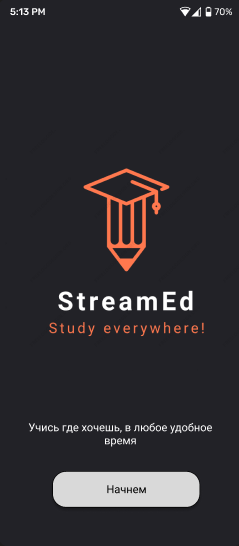 5:13 PM 70%
StreamEd
Study everywhere!
Учись где хочешь, в любое удобное
время
Начнем